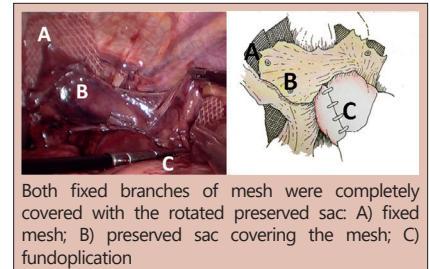 A
B
C
A
B
C
Both fixed branches of mesh were completely
covered with the rotated preserved sac: A) fixed
mesh; B) preserved sac covering the mesh; C)
fundoplication